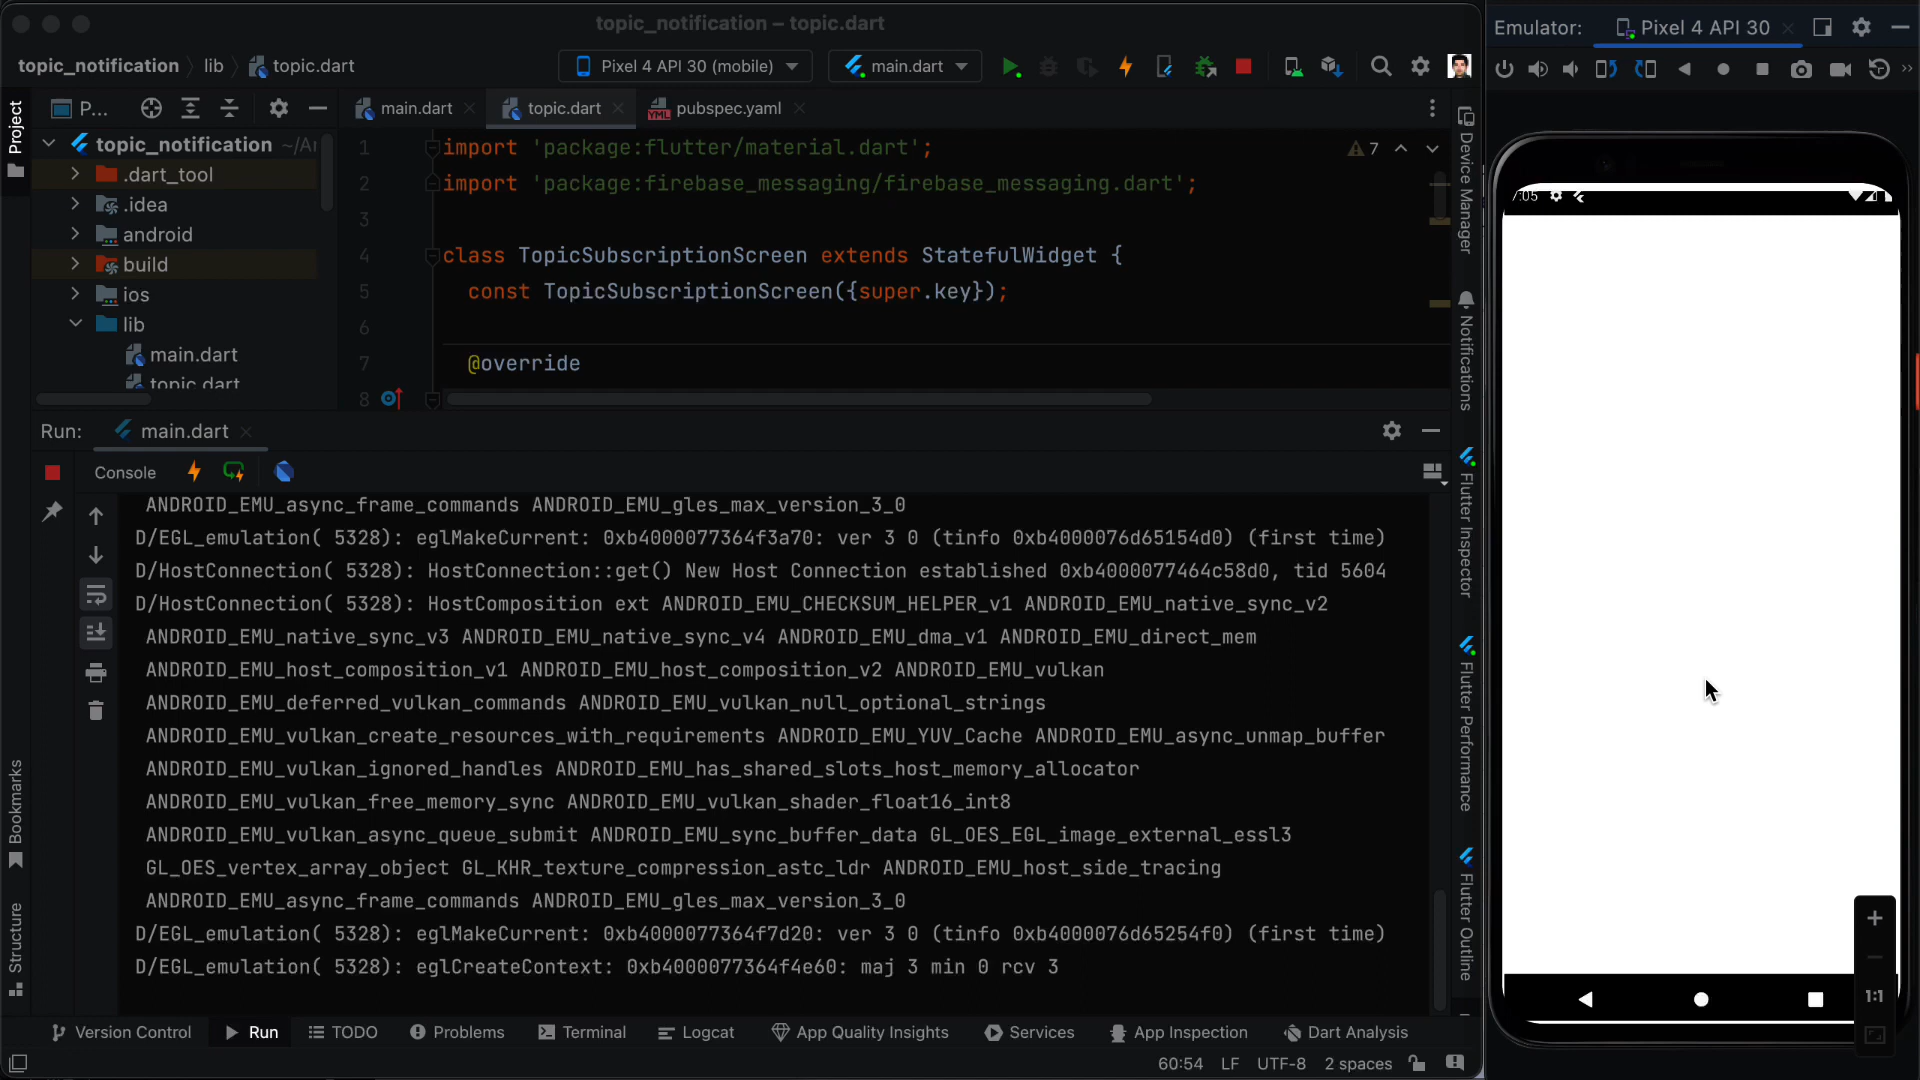 topic_notification – topic.dart
topic_notification lib topic.dart
Pixel 4 API 30 (mobile) main.dart
Emulator: Pixel 4 API 30
Project
P...
main.dart topic.dart pubspec.yaml
topic_notification ~/
.dart_tool
.idea
android
build
ios
lib
main.dart
topic.dart
1 import 'package:flutter/material.dart';
2 import 'package:firebase_messaging/firebase_messaging.dart';
3
4 class TopicSubscriptionScreen extends StatefulWidget {
5 const TopicSubscriptionScreen({super.key});
6
7 @override
8
7
Device Manager
Notifications
Flutter Inspector
Flutter Performance
Flutter Outline
7:05
Run: main.dart
Console
ANDROID_EMU_async_frame_commands ANDROID_EMU_gles_max_version_3_0
D/EGL_emulation( 5328): eglMakeCurrent: 0xb4000077364f3a70: ver 3 0 (tinfo 0xb4000076d65154d0) (first time)
D/HostConnection( 5328): HostConnection::get() New Host Connection established 0xb4000077464c58d0, tid 5604
D/HostConnection( 5328): HostComposition ext ANDROID_EMU_CHECKSUM_HELPER_v1 ANDROID_EMU_native_sync_v2
ANDROID_EMU_native_sync_v3 ANDROID_EMU_native_sync_v4 ANDROID_EMU_dma_v1 ANDROID_EMU_direct_mem
ANDROID_EMU_host_composition_v1 ANDROID_EMU_host_composition_v2 ANDROID_EMU_vulkan
ANDROID_EMU_deferred_vulkan_commands ANDROID_EMU_vulkan_null_optional_strings
ANDROID_EMU_vulkan_create_resources_with_requirements ANDROID_EMU_YUV_Cache ANDROID_EMU_async_unmap_buffer
ANDROID_EMU_vulkan_ignored_handles ANDROID_EMU_has_shared_slots_host_memory_allocator
ANDROID_EMU_vulkan_free_memory_sync ANDROID_EMU_vulkan_shader_float16_int8
ANDROID_EMU_vulkan_async_queue_submit ANDROID_EMU_sync_buffer_data GL_OES_EGL_image_external_essl3
GL_OES_vertex_array_object GL_KHR_texture_compression_astc_ldr ANDROID_EMU_host_side_tracing
ANDROID_EMU_async_frame_commands ANDROID_EMU_gles_max_version_3_0
D/EGL_emulation( 5328): eglMakeCurrent: 0xb4000077364f7d20: ver 3 0 (tinfo 0xb4000076d65254f0) (first time)
D/EGL_emulation( 5328): eglCreateContext: 0xb4000077364f4e60: maj 3 min 0 rcv 3
Bookmarks
Structure
1:1
Version Control Run TODO Problems Terminal Logcat App Quality Insights Services App Inspection Dart Analysis
60:54 LF UTF-8 2 spaces